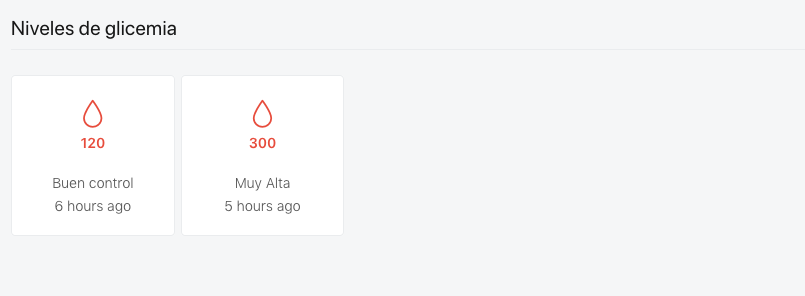 Niveles de glicemia
120
Buen control
6 hours ago
300
Muy Alta
5 hours ago